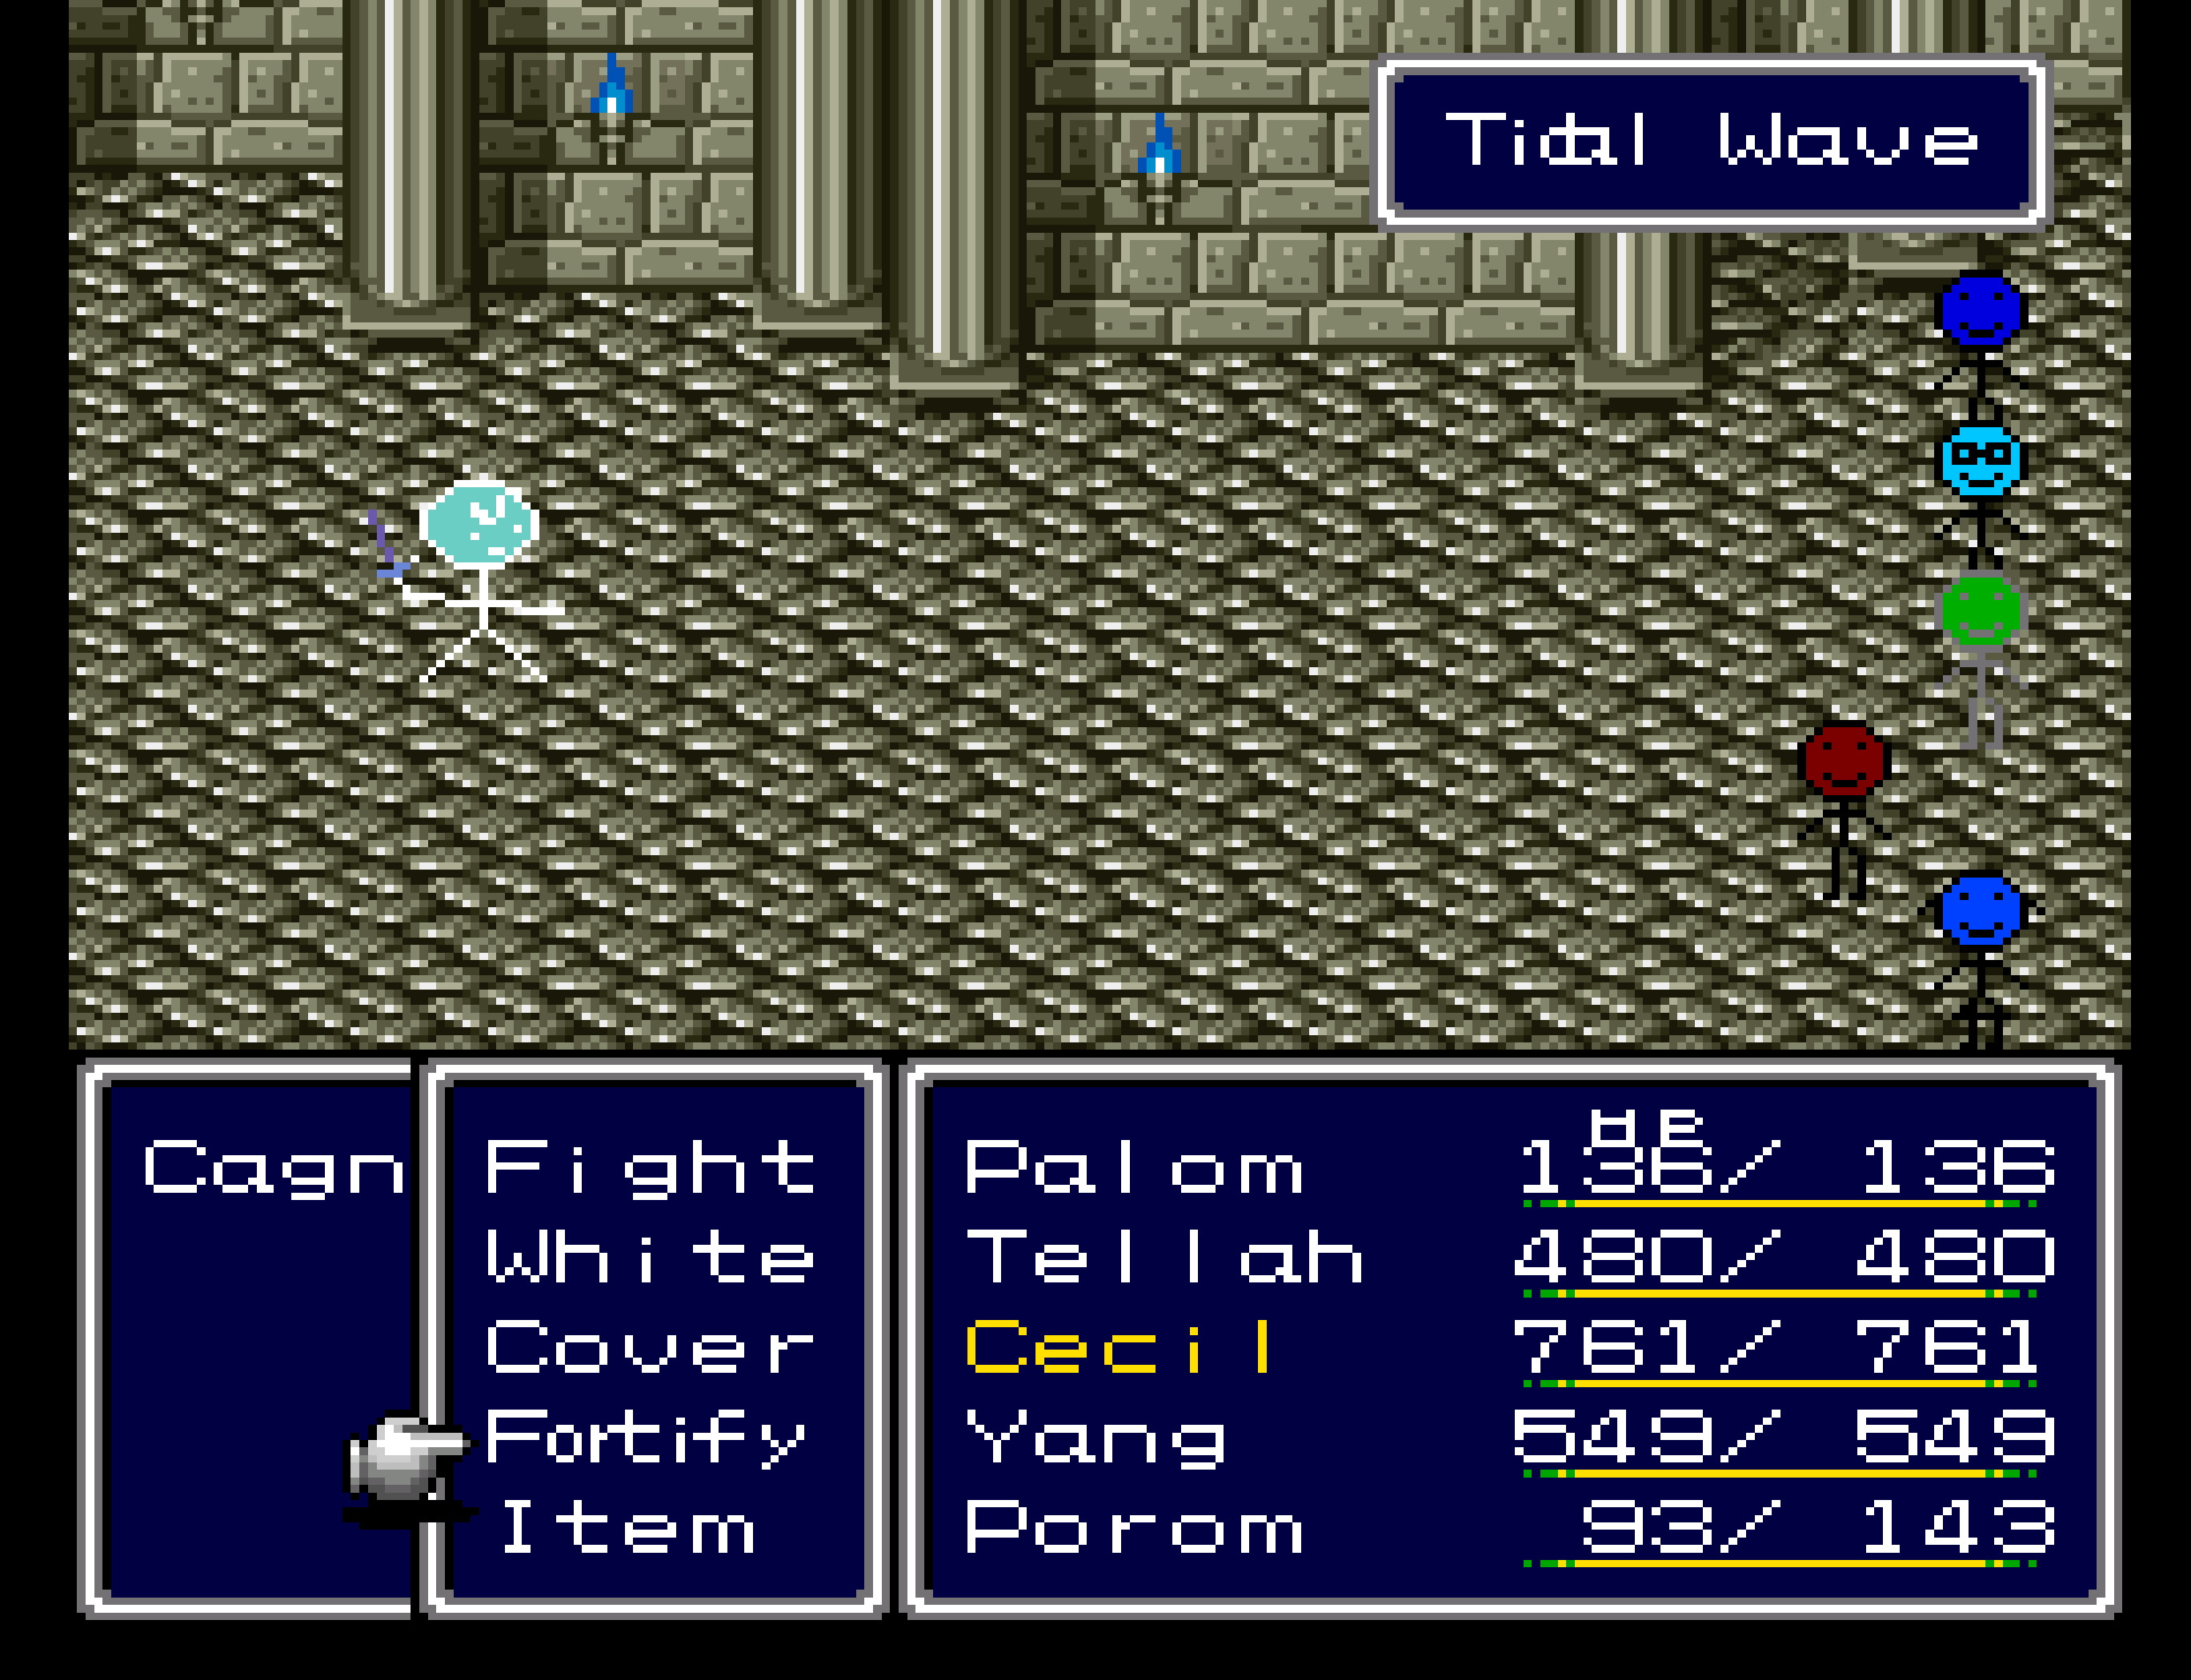 Tidal Wave
Cagn
Fight
White
Cover
Fortify
Item
Palom 136/ 136
Tellah 480/ 480
Cecil 761/ 761
Yang 549/ 549
Porom 93/ 143